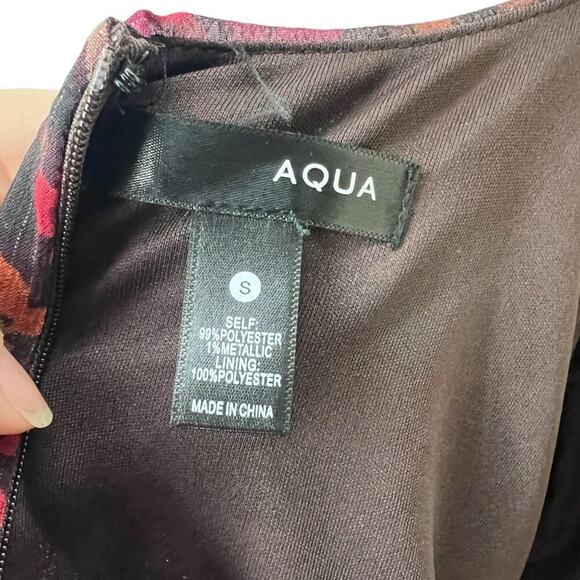 AQUA
S
SELF:
99%POLYESTER
1%METALLIC
LINING:
100%POLYESTER
MADE IN CHINA